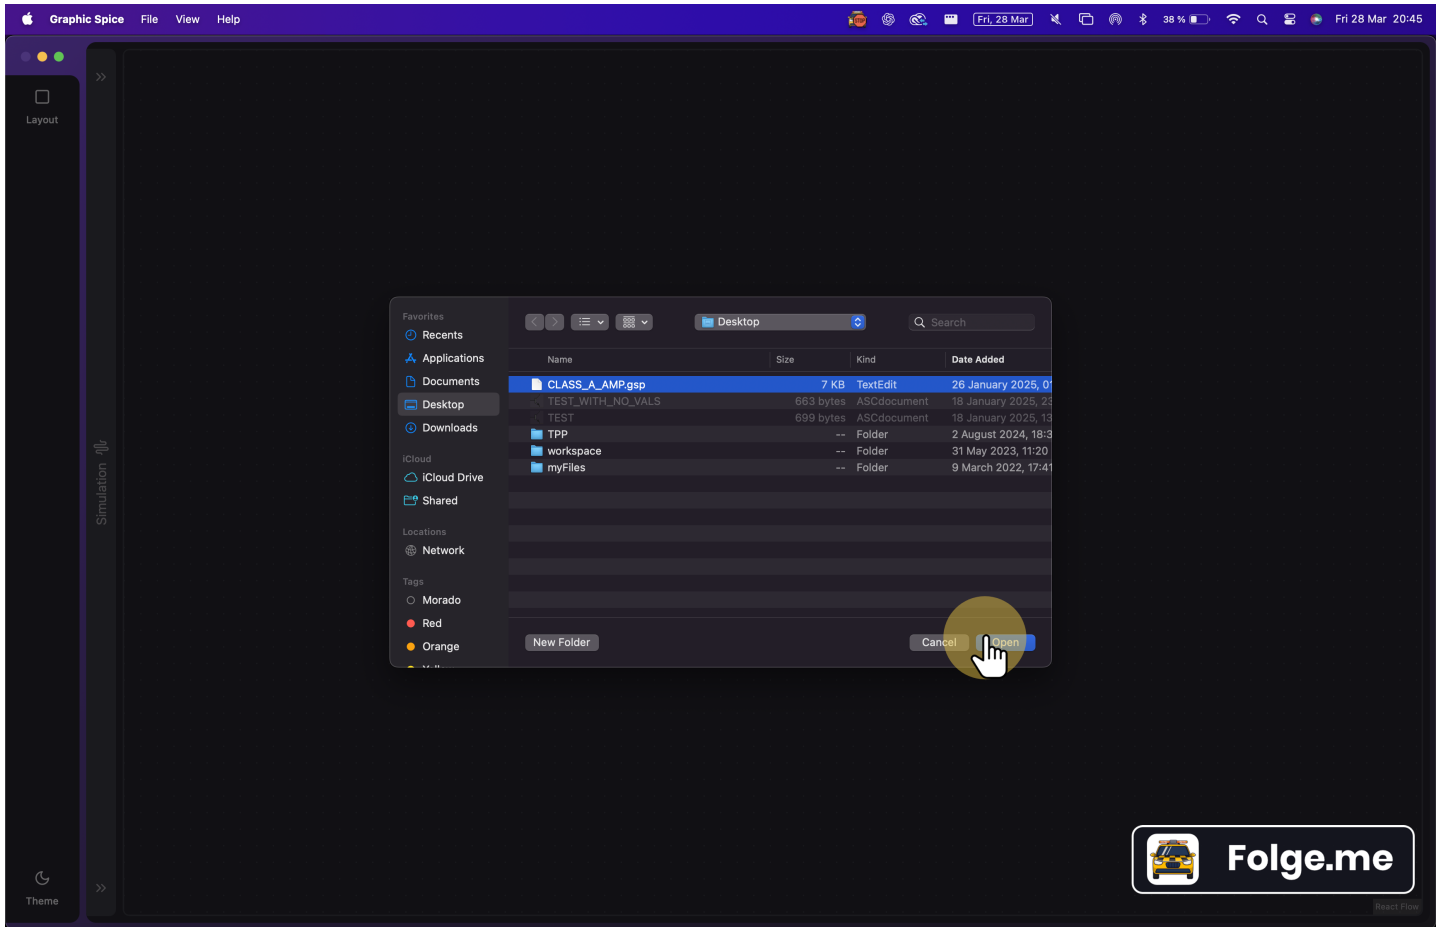 Graphic Spice File View Help Fri, 28 Mar 38 % Fri 28 Mar 20:45
Layout
Simulation
Theme
Favorites
Recents
Applications
Documents
Desktop
Downloads
iCloud
iCloud Drive
Shared
Locations
Network
Tags
Morado
Red
Orange
Desktop
Search
Name Size Kind Date Added
CLASS_A_AMP.gsp 7 KB TextEdit 26 January 2025, 0
TEST_WITH_NO_VALS 663 bytes ASCdocument 18 January 2025, 23
TEST 699 bytes ASCdocument 18 January 2025, 13
TPP -- Folder 2 August 2024, 18:3
workspace -- Folder 31 May 2023, 11:20
myFiles -- Folder 9 March 2022, 17:41
New Folder Cancel Open
Folge.me
React Flow